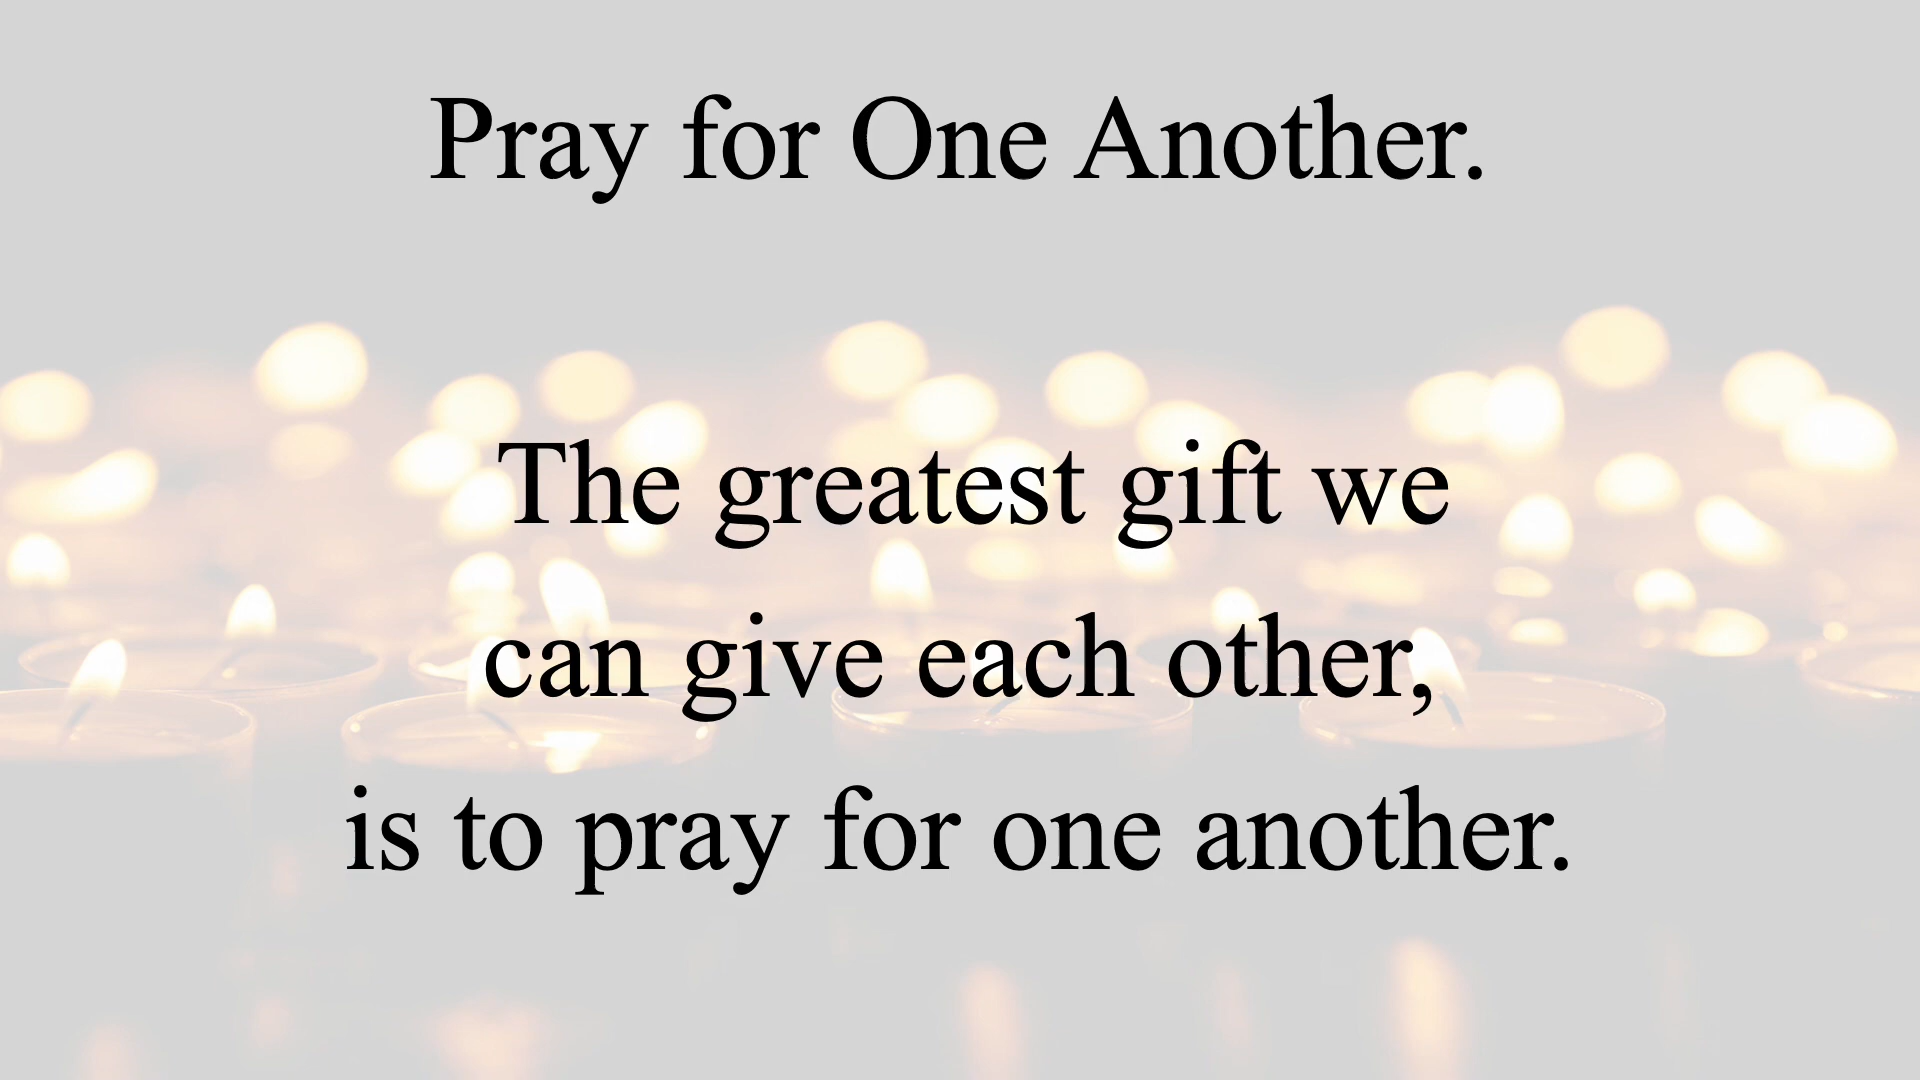 Pray for One Another.
The greatest gift we
can give each other,
is to pray for one another.